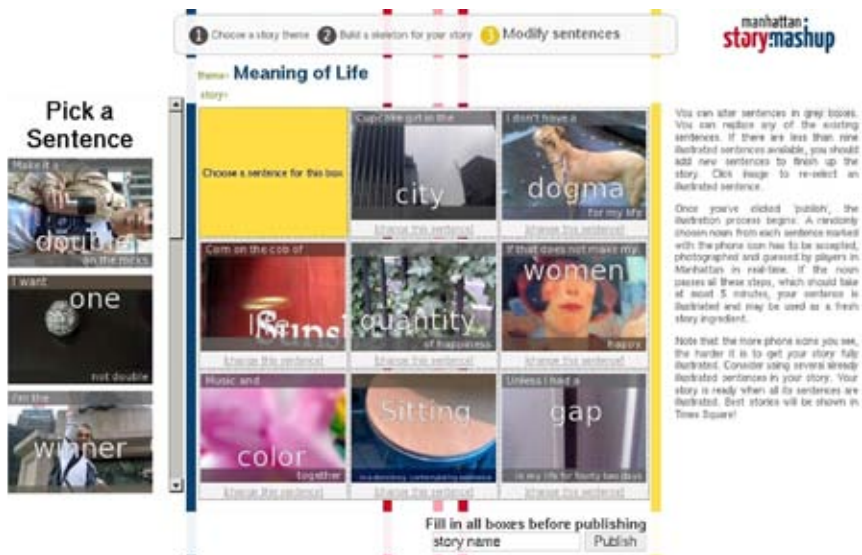 1 Choose a story theme 2 Build a skeleton for your story 3 Modify sentences
manhattan
story:mashup
theme> Meaning of Life
story>
Pick a
Sentence
Make it a
double
on the rocks
I want
one
not double
I'm the
winner
Choose a sentence for this box
Cupcake girl in the
city
[change this sentence]
I don't have a
dogma
for my life
[change this sentence]
Corn on the cob of
life
[change this sentence]
quantity
of happiness
[change this sentence]
If that does not make my
women
happy
[change this sentence]
Music and
color
together
[change this sentence]
Sitting
[change this sentence]
Unless I had a
gap
in my life for fourty two days
[change this sentence]
You can alter sentences in grey boxes.
You can replace any of the existing
sentences. If there are less than nine
illustrated sentences available, you should
add new sentences to finish up the
story. Click image to re-select an
illustrated sentence.
Once you've clicked 'publish', the
illustration process begins. A randomly
chosen noun from each sentence marked
with the phone icon has to be accepted,
photographed and guessed by players in
Manhattan in real-time. If the noun
passes all these steps, which should take
at most 5 minutes, your sentence is
illustrated and may be used as a fresh
story ingredient.
Note that the more phone icons you see,
the harder it is to get your story fully
illustrated. Consider using several already
illustrated sentences in your story. Your
story is ready when all its sentences are
illustrated. Best stories will be shown in
Times Square!
Fill in all boxes before publishing
story name Publish